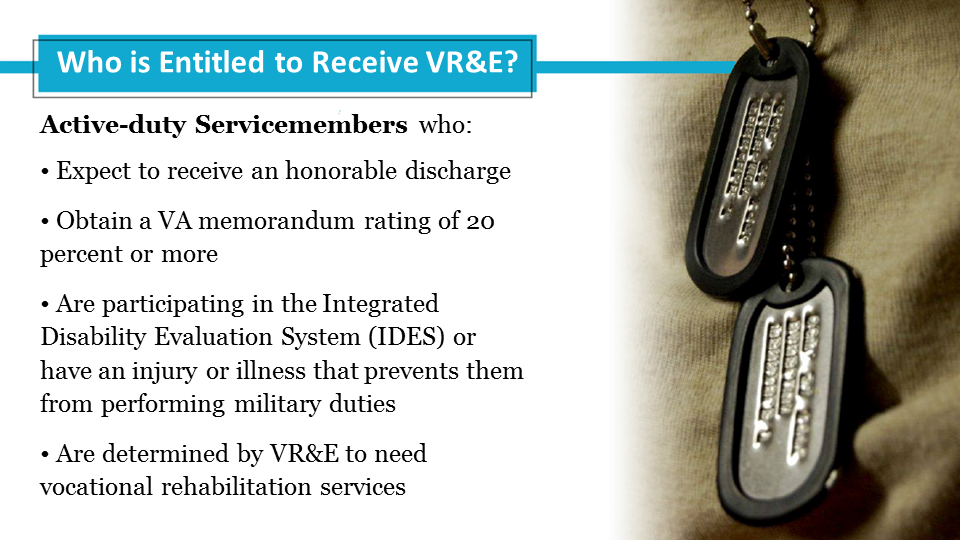 Who is Entitled to Receive VR&E?
Active-duty Servicemembers who:
• Expect to receive an honorable discharge
• Obtain a VA memorandum rating of 20
percent or more
• Are participating in the Integrated
Disability Evaluation System (IDES) or
have an injury or illness that prevents them
from performing military duties
• Are determined by VR&E to need
vocational rehabilitation services